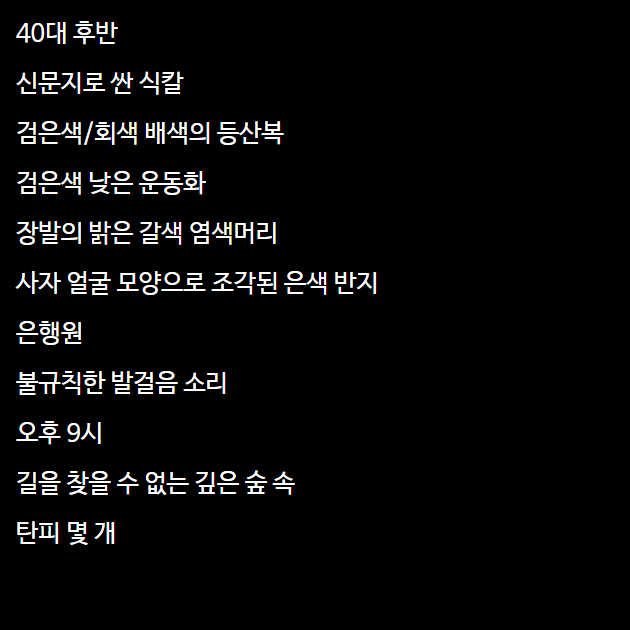 40대 후반
신문지로 싼 식칼
검은색/회색 배색의 등산복
검은색 낮은 운동화
장발의 밝은 갈색 염색머리
사자 얼굴 모양으로 조각된 은색 반지
은행원
불규칙한 발걸음 소리
오후 9시
길을 찾을 수 없는 깊은 숲 속
탄피 몇 개